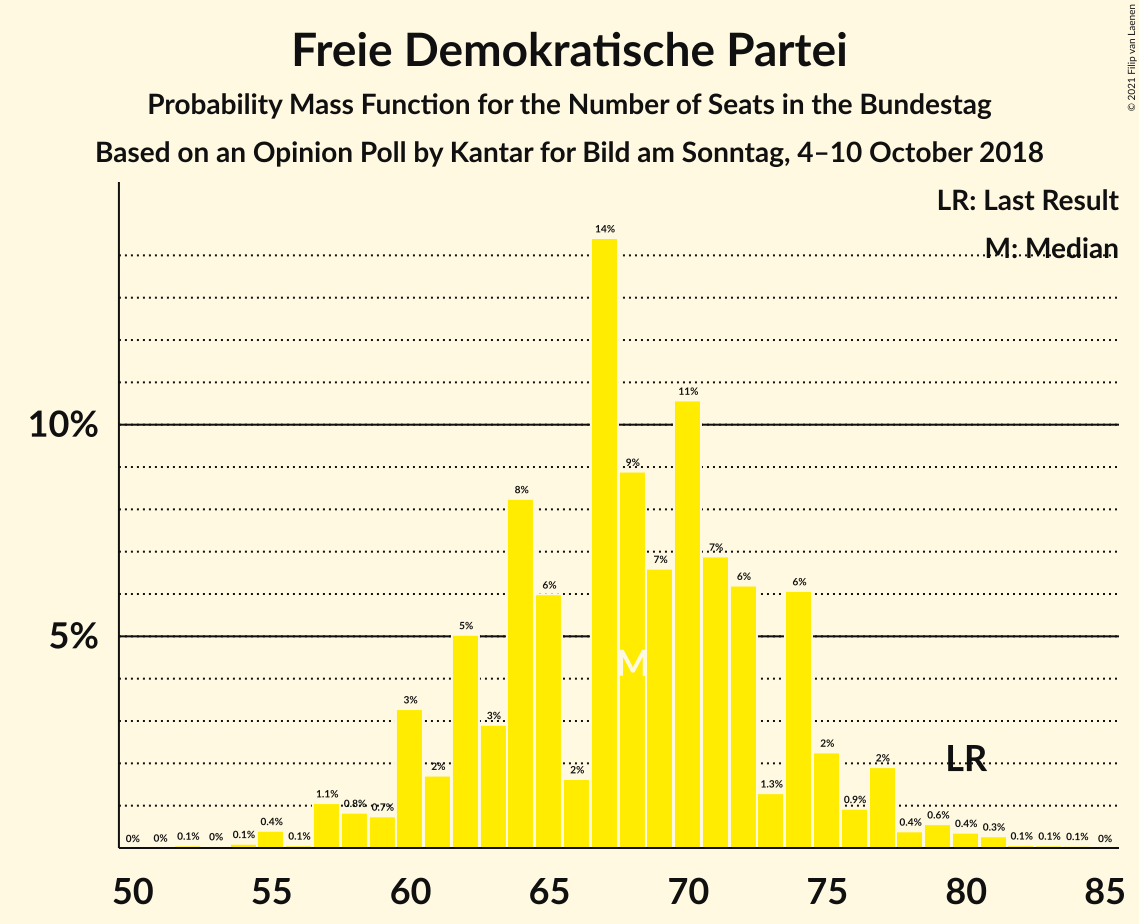 Freie Demokratische Partei
Probability Mass Function for the Number of Seats in the Bundestag
Based on an Opinion Poll by Kantar for Bild am Sonntag, 4–10 October 2018
© 2021 Filip van Laenen
LR: Last Result
M: Median
10%
5%
0% 0% 0.1% 0% 0.1% 0.4% 0.1% 1.1% 0.8% 0.7% 3% 2% 5% 3% 8% 6% 2% 14% 9% 7% 11% 7% 6% 1.3% 6% 2% 0.9% 2% 0.4% 0.6% 0.4% 0.3% 0.1% 0.1% 0.1% 0%
M
LR
50 55 60 65 70 75 80 85